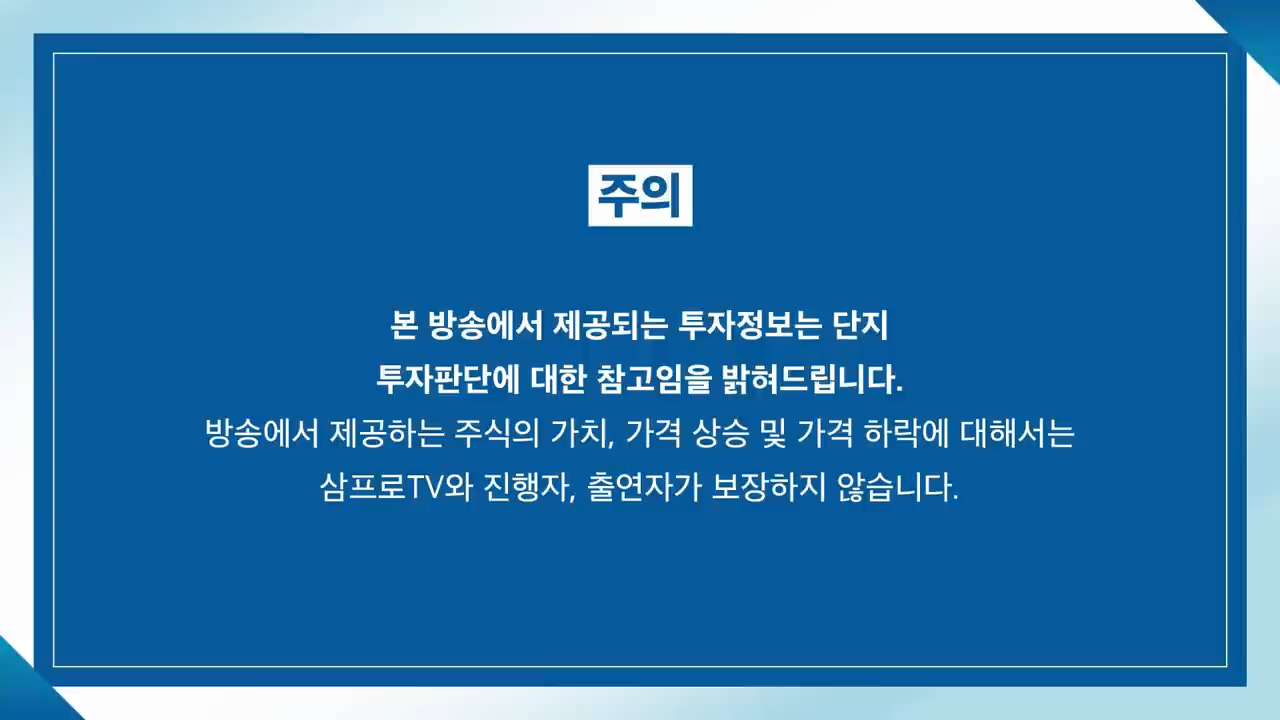 주의
본 방송에서 제공되는 투자정보는 단지
투자판단에 대한 참고임을 밝혀드립니다.
방송에서 제공하는 주식의 가치, 가격 상승 및 가격 하락에 대해서는
삼프로TV와 진행자, 출연자가 보장하지 않습니다.